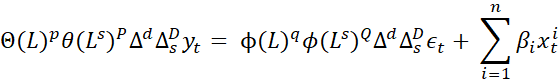 Θ(L)^p θ(L^s)^P Δ^d Δ_s^D y_t = ϕ(L)^q ϕ(L^s)^Q Δ^d Δ_s^D ϵ_t + ∑_{i=1}^{n} β_i x_t^i